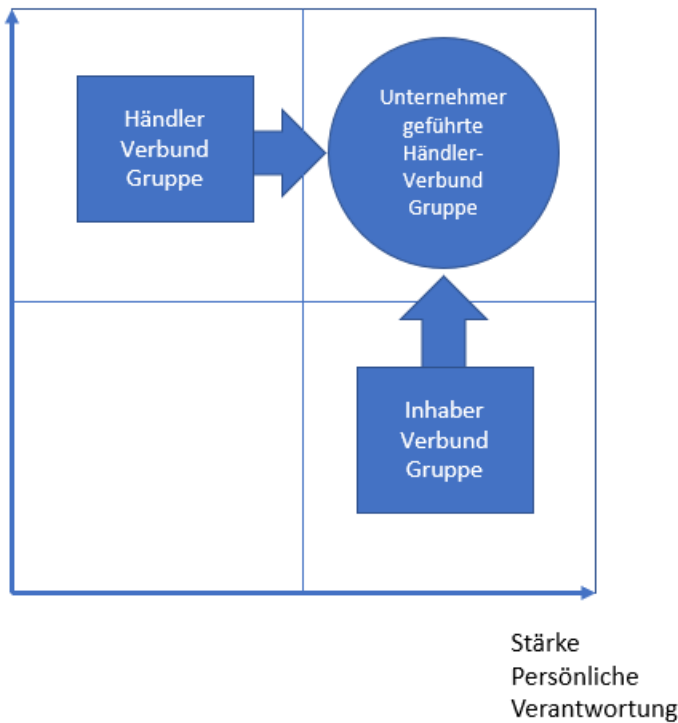 Händler
Verbund
Gruppe
Unternehmer
geführte
Händler-
Verbund
Gruppe
Inhaber
Verbund
Gruppe
Stärke
Persönliche
Verantwortung